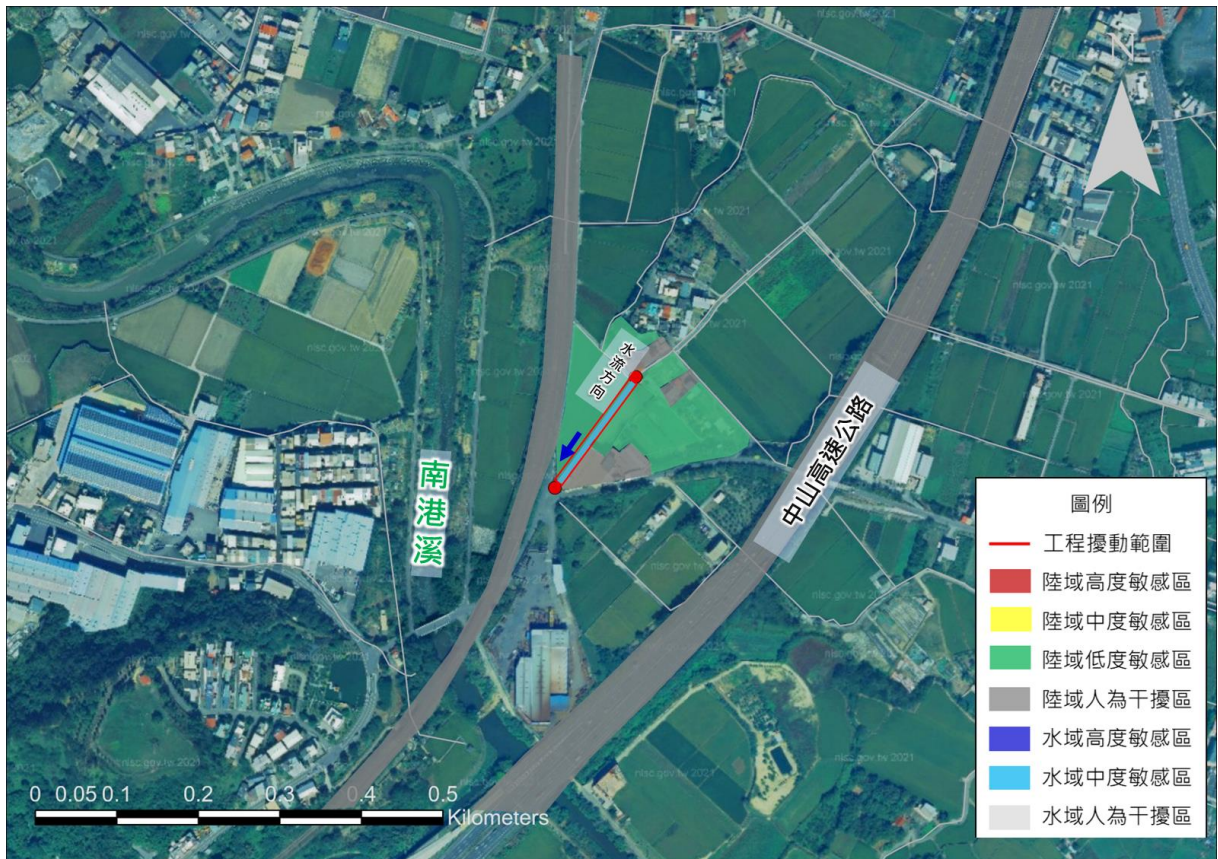 nlsc.gov.tw 2021
N
水流方向
南港溪
中山高速公路
圖例
工程擾動範圍
陸域高度敏感區
陸域中度敏感區
陸域低度敏感區
陸域人為干擾區
水域高度敏感區
水域中度敏感區
水域人為干擾區
0 0.05 0.1 0.2 0.3 0.4 0.5
Kilometers